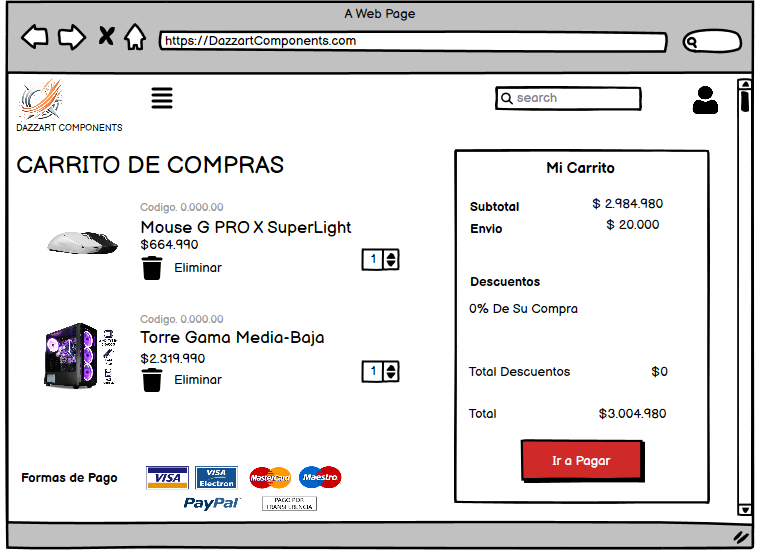 A Web Page
https://DazzartComponents.com
DAZZART COMPONENTS
search
CARRITO DE COMPRAS
Codigo. 0.000.00
Mouse G PRO X SuperLight
$664.990
Eliminar
1
Codigo. 0.000.00
Torre Gama Media-Baja
$2.319.990
Eliminar
1
Mi Carrito
Subtotal $ 2.984.980
Envio $ 20.000
Descuentos
0% De Su Compra
Total Descuentos $0
Total $3.004.980
Ir a Pagar
Formas de Pago
VISA
VISA
Electron
MasterCard
Maestro
PayPal
PAGO POR
TRANSFERENCIA